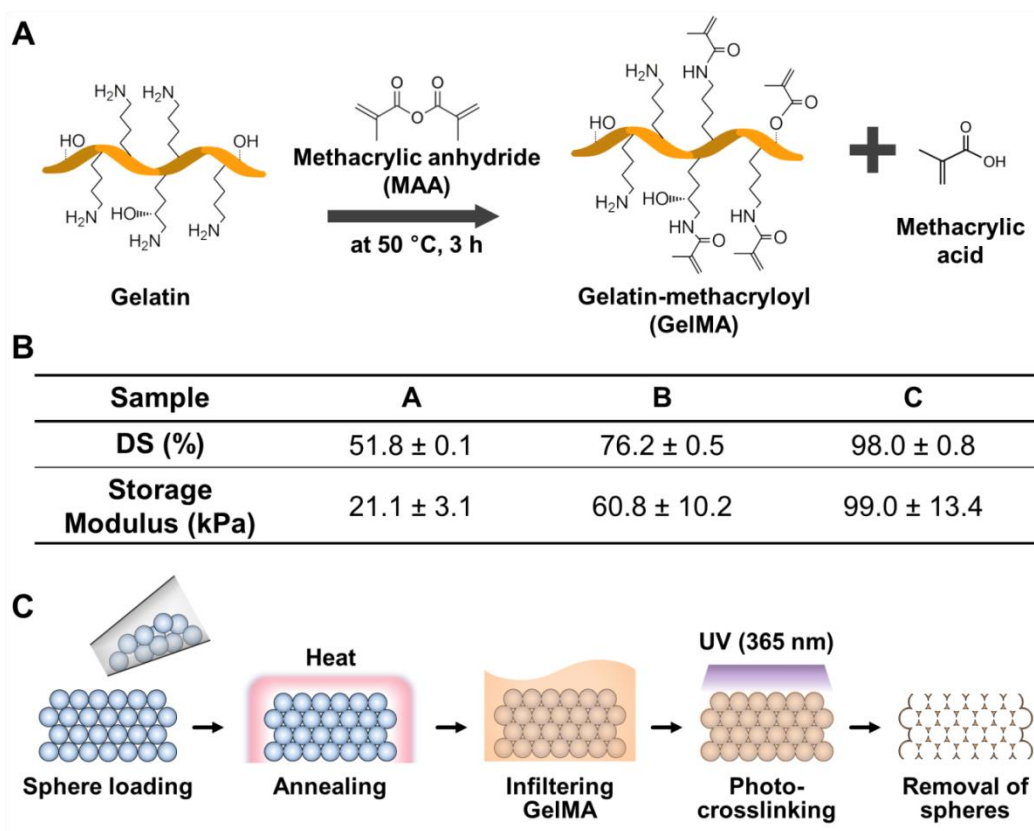 A
H₂N
H₂N
HO
OH
H₂N
HO
H₂N
H₂N
Gelatin
O O
O
Methacrylic anhydride
(MAA)
at 50 °C, 3 h
O
HN
H₂N
O
O
HO
H₂N
HO
HN
O
NH
O
Gelatin-methacryloyl
(GelMA)
+
O
OH
Methacrylic
acid
B
Sample A B C
DS (%) 51.8 ± 0.1 76.2 ± 0.5 98.0 ± 0.8
Storage
Modulus (kPa) 21.1 ± 3.1 60.8 ± 10.2 99.0 ± 13.4
C
Heat
UV (365 nm)
Sphere loading
Annealing
Infiltering
GelMA
Photo-
crosslinking
Removal of
spheres